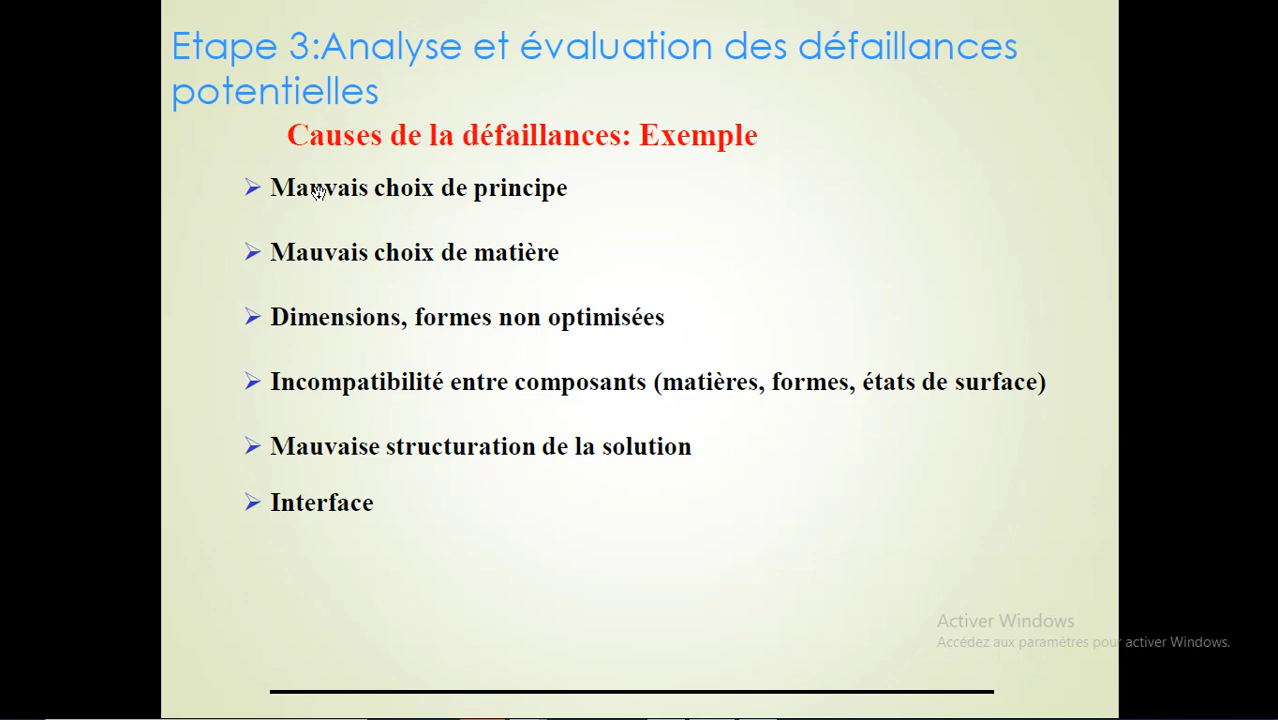 Etape 3:Analyse et évaluation des défaillances
potentielles
Causes de la défaillances: Exemple
Mauvais choix de principe
Mauvais choix de matière
Dimensions, formes non optimisées
Incompatibilité entre composants (matières, formes, états de surface)
Mauvaise structuration de la solution
Interface
Activer Windows
Accédez aux paramètres pour activer Windows.